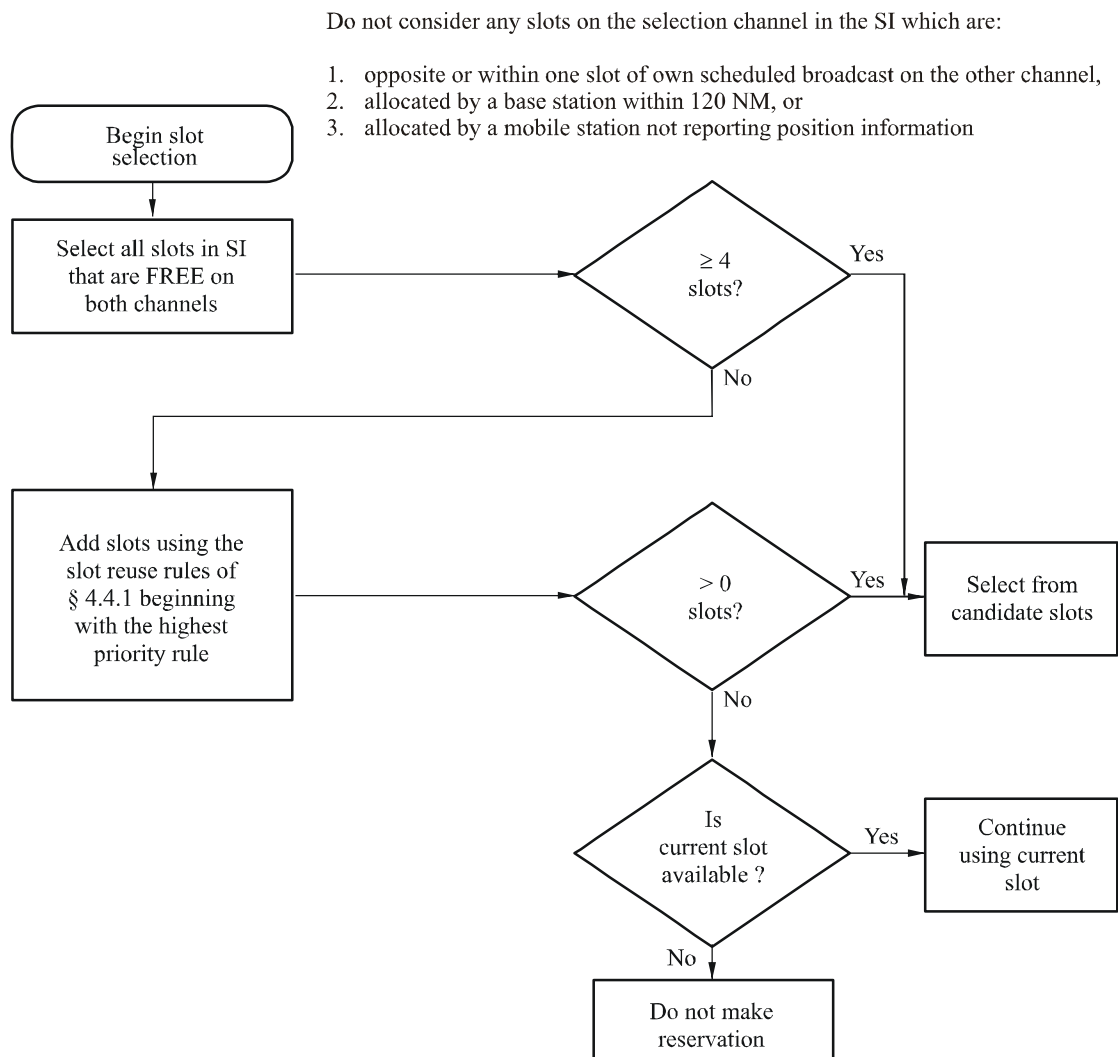 Do not consider any slots on the selection channel in the SI which are:
1. opposite or within one slot of own scheduled broadcast on the other channel,
2. allocated by a base station within 120 NM, or
3. allocated by a mobile station not reporting position information
Begin slot
selection
Select all slots in SI
that are FREE on
both channels
≥ 4
slots?
Yes
No
Add slots using the
slot reuse rules of
§ 4.4.1 beginning
with the highest
priority rule
> 0
slots?
Yes
Select from
candidate slots
No
Is
current slot
available ?
Yes
Continue
using current
slot
No
Do not make
reservation